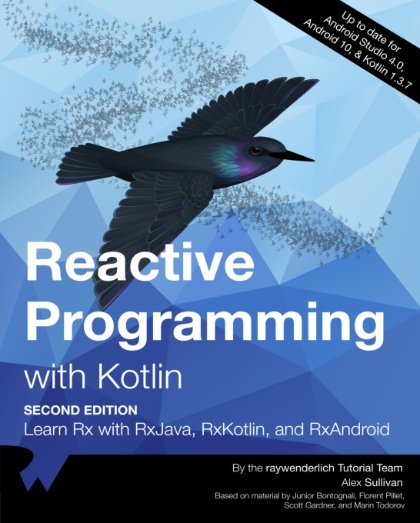 Up to date for
Android Studio 4.0,
Android 10, & Kotlin 1.3.7
Reactive
Programming
with Kotlin
SECOND EDITION
Learn Rx with RxJava, RxKotlin, and RxAndroid
By the raywenderlich Tutorial Team
Alex Sullivan
Based on material by Junior Bontognali, Florent Pillet,
Scott Gardner, and Marin Todorov